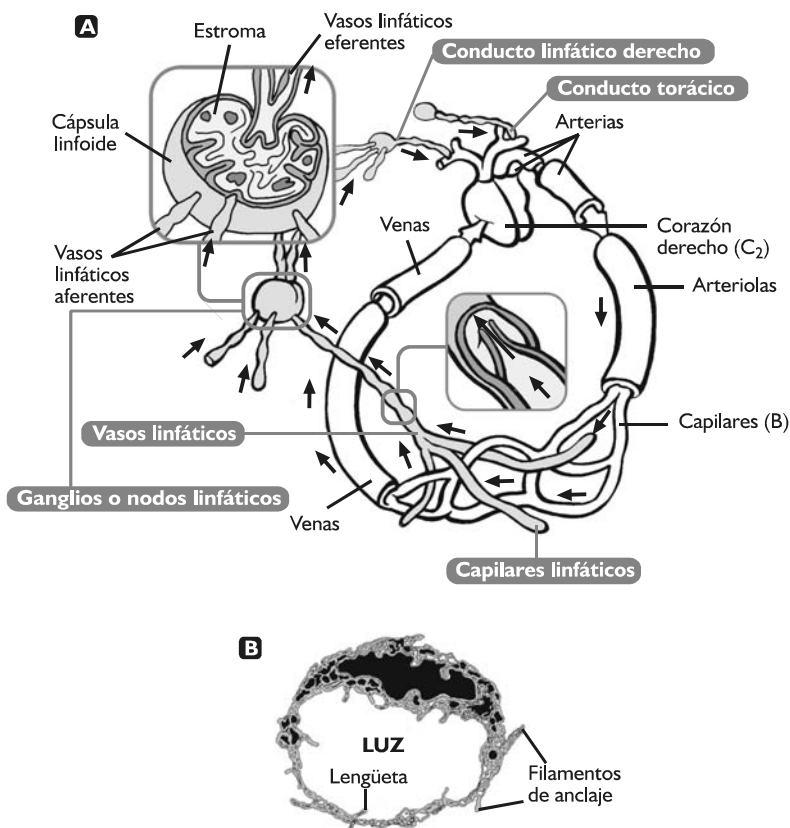 A
Estroma
Vasos linfáticos
eferentes
Conducto linfático derecho
Conducto torácico
Cápsula
linfoide
Arterias
Vasos
linfáticos
aferentes
Venas
Corazón
derecho (C₂)
Arteriolas
Vasos linfáticos
Capilares (B)
Ganglios o nodos linfáticos
Venas
Capilares linfáticos
B
LUZ
Lengüeta
Filamentos
de anclaje